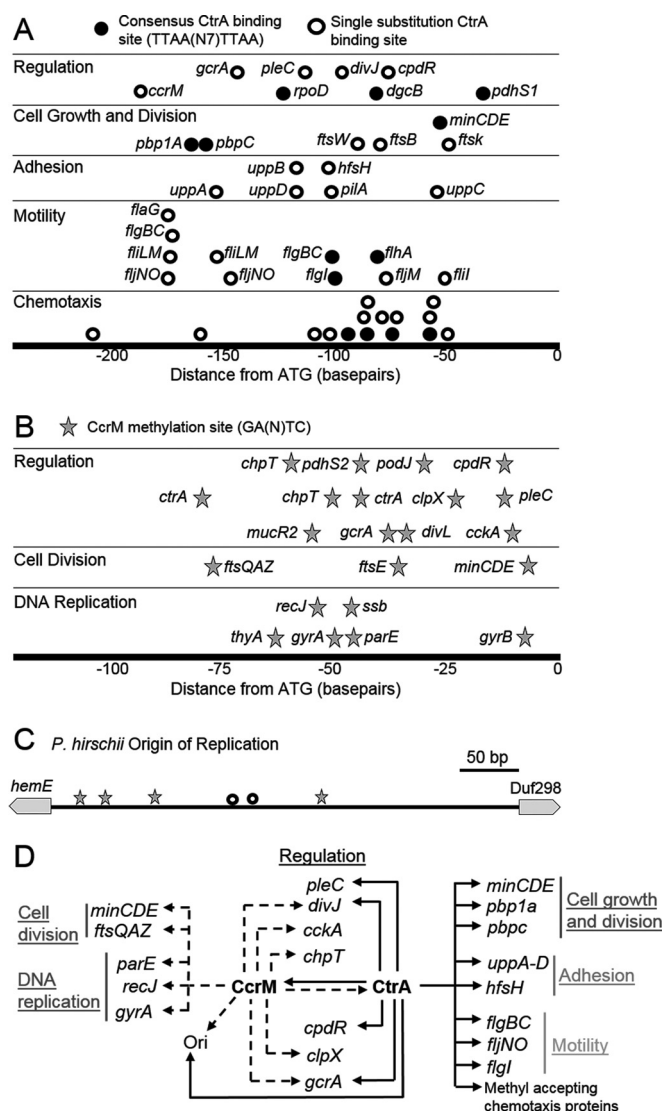 A
Consensus CtrA binding site (TTAA(N7)TTAA)
Single substitution CtrA binding site
Regulation
gcrA pleC divJ cpdR
ccrM rpoD dgcB pdhS1
Cell Growth and Division
minCDE
pbp1A pbpC ftsW ftsB ftsk
Adhesion
uppB hfsH
uppA uppD pilA uppC
Motility
flaG
flgBC
fliLM fliLM flgBC flhA
fljNO fljNO flgI fljM fliI
Chemotaxis
-200 -150 -100 -50 0
Distance from ATG (basepairs)
B
CcrM methylation site (GA(N)TC)
Regulation
chpT pdhS2 podJ cpdR
ctrA chpT ctrA clpX pleC
mucR2 gcrA divL cckA
Cell Division
ftsQAZ ftsE minCDE
DNA Replication
recJ ssb
thyA gyrA parE gyrB
-100 -75 -50 -25 0
Distance from ATG (basepairs)
C
P. hirschii Origin of Replication
50 bp
hemE
Duf298
D
Regulation
pleC
divJ
cckA
chpT
Cell division
minCDE
ftsQAZ
DNA replication
parE
recJ
gyrA
Ori
CcrM
CtrA
cpdR
clpX
gcrA
minCDE
pbp1a
pbpc
Cell growth and division
uppA-D
hfsH
Adhesion
flgBC
fljNO
flgI
Motility
Methyl accepting chemotaxis proteins